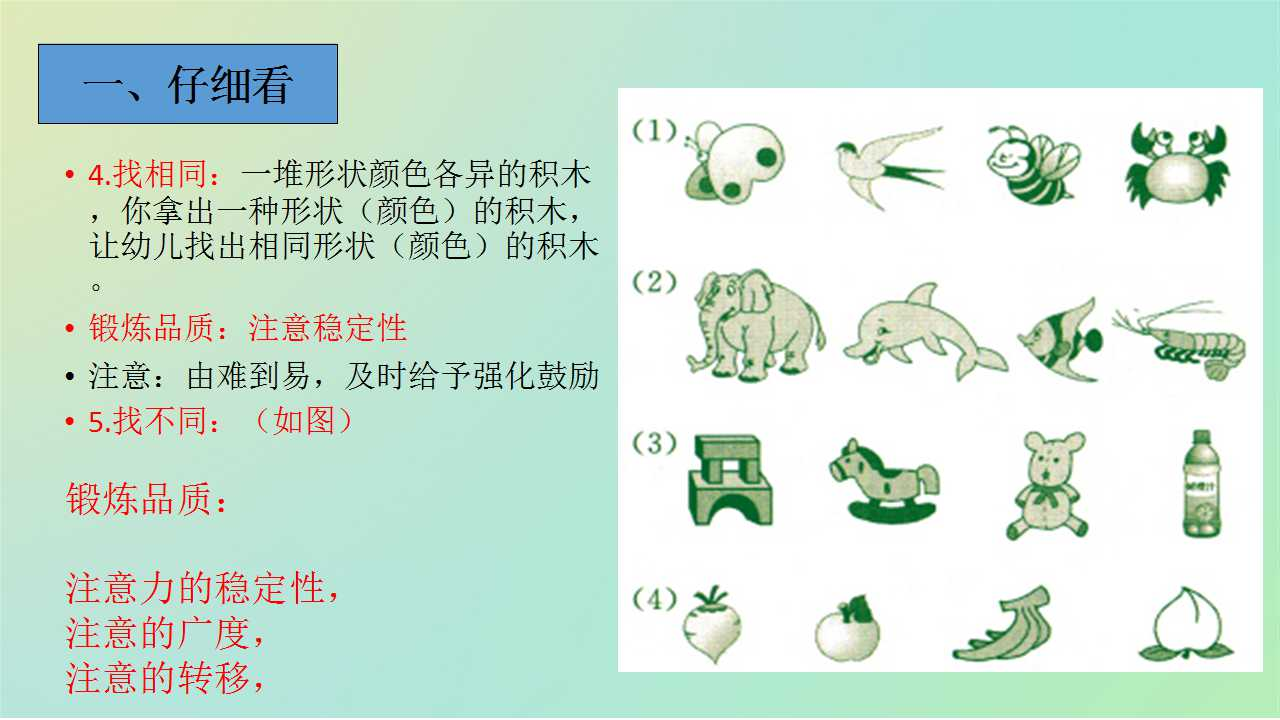 一、仔细看
• 4.找相同：一堆形状颜色各异的积木
，你拿出一种形状（颜色）的积木，
让幼儿找出相同形状（颜色）的积木
。
• 锻炼品质：注意稳定性
• 注意：由难到易，及时给予强化鼓励
• 5.找不同：（如图）
锻炼品质：
注意力的稳定性，
注意的广度，
注意的转移，
(1)
(2)
(3)
(4)